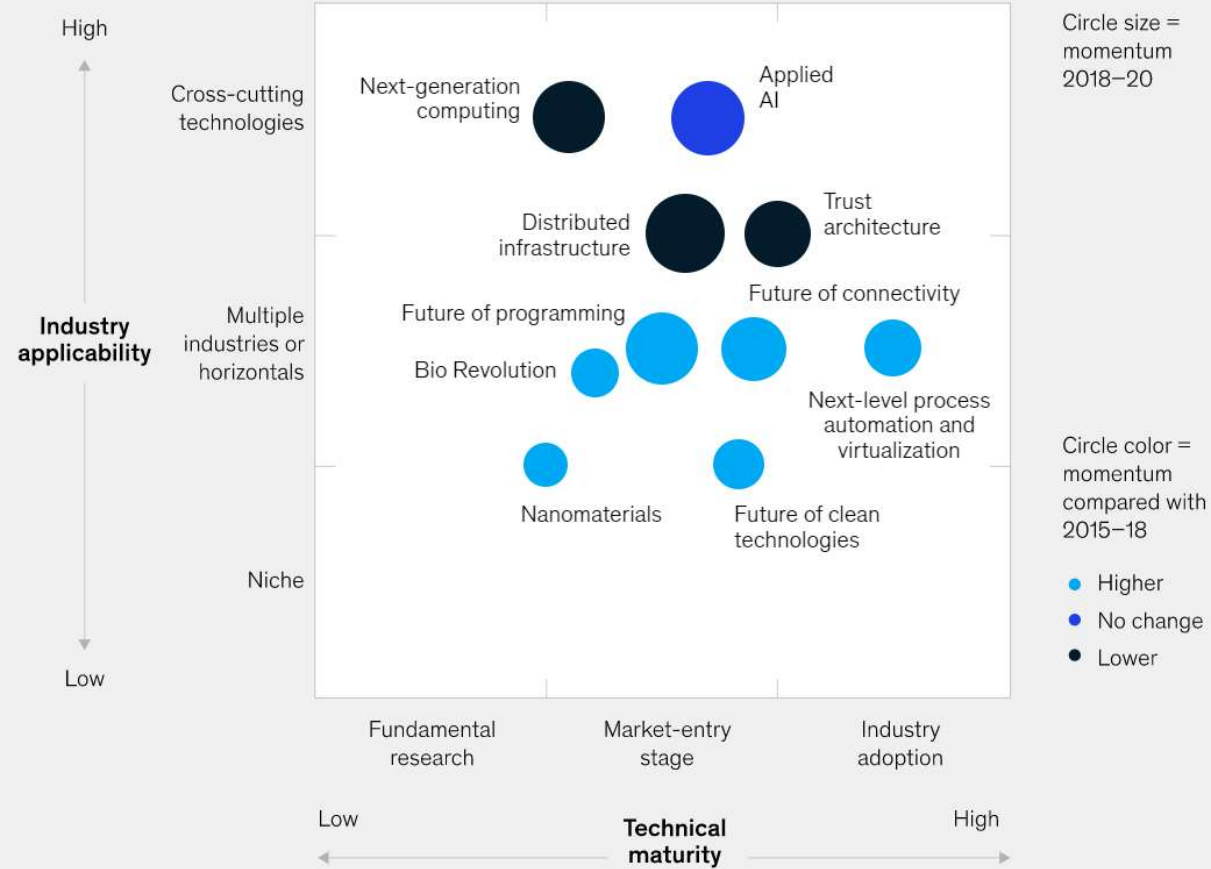 High
Cross-cutting
technologies
Industry
applicability
Multiple
industries or
horizontals
Niche
Low
Next-generation
computing
Applied
AI
Distributed
infrastructure
Trust
architecture
Future of programming
Future of connectivity
Bio Revolution
Next-level process
automation and
virtualization
Nanomaterials
Future of clean
technologies
Circle size =
momentum
2018–20
Circle color =
momentum
compared with
2015–18
Higher
No change
Lower
Fundamental
research
Market-entry
stage
Industry
adoption
Low
Technical
maturity
High